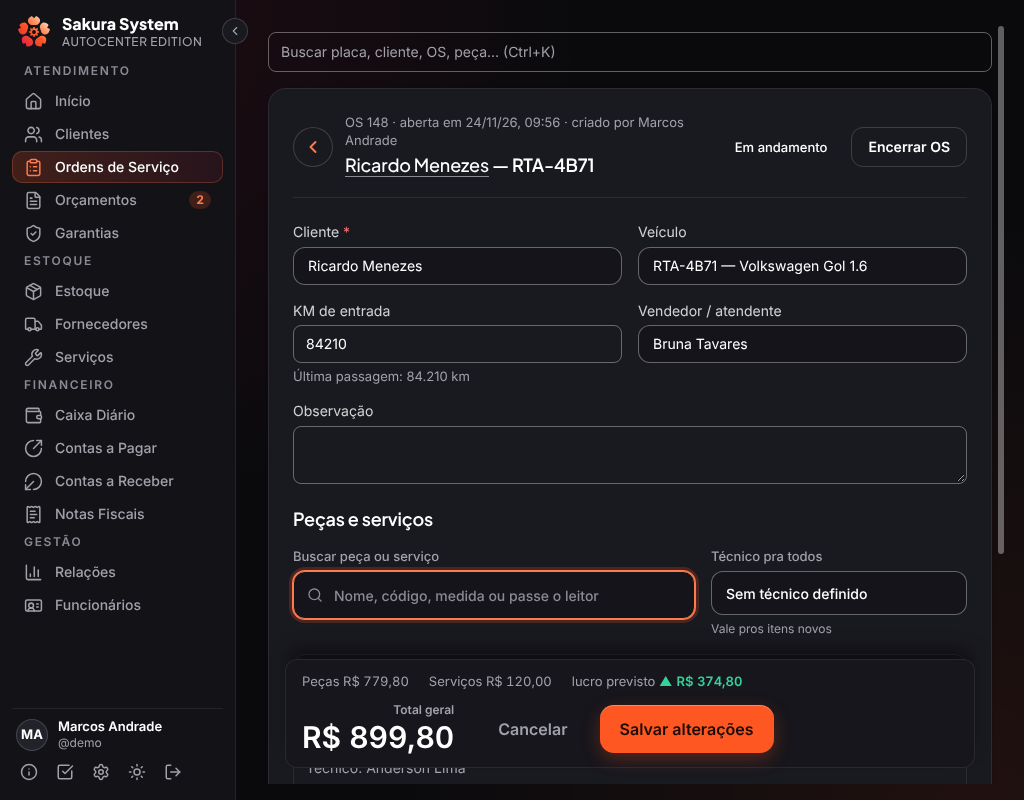 Sakura System
AUTOCENTER EDITION
ATENDIMENTO
Início
Clientes
Ordens de Serviço
Orçamentos 2
Garantias
ESTOQUE
Estoque
Fornecedores
Serviços
FINANCEIRO
Caixa Diário
Contas a Pagar
Contas a Receber
Notas Fiscais
GESTÃO
Relações
Funcionários
MA
Marcos Andrade
@demo
Buscar placa, cliente, OS, peça... (Ctrl+K)
OS 148 · aberta em 24/11/26, 09:56 · criado por Marcos
Andrade
Ricardo Menezes — RTA-4B71
Em andamento
Encerrar OS
Cliente *
Ricardo Menezes
Veículo
RTA-4B71 — Volkswagen Gol 1.6
KM de entrada
84210
Última passagem: 84.210 km
Vendedor / atendente
Bruna Tavares
Observação
Peças e serviços
Buscar peça ou serviço
Nome, código, medida ou passe o leitor
Técnico pra todos
Sem técnico definido
Vale pros itens novos
Peças R$ 779,80 Serviços R$ 120,00 lucro previsto ▲ R$ 374,80
Total geral
R$ 899,80
Cancelar
Salvar alterações
Técnico: Anderson Lima